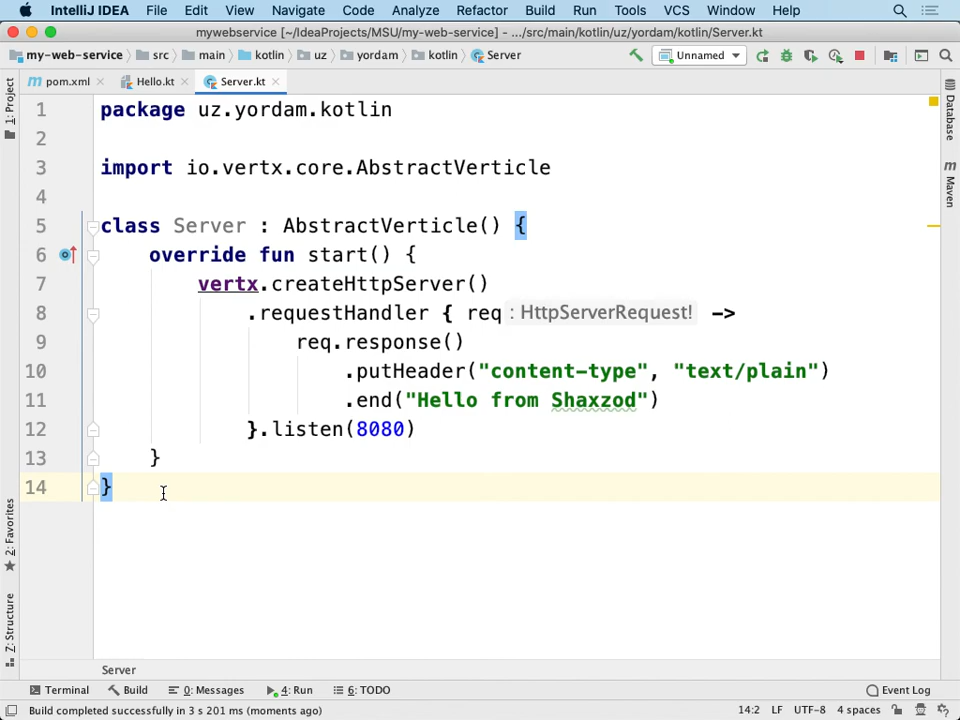 IntelliJ IDEA File Edit View Navigate Code Analyze Refactor Build Run Tools VCS Window Help
mywebservice [~/IdeaProjects/MSU/my-web-service] - .../src/main/kotlin/uz/yordam/kotlin/Server.kt
my-web-service src main kotlin uz yordam kotlin Server Unnamed
pom.xml Hello.kt Server.kt
1: Project
2: Favorites
Z: Structure
Database
Maven
1 package uz.yordam.kotlin
2
3 import io.vertx.core.AbstractVerticle
4
5 class Server : AbstractVerticle() {
6 override fun start() {
7 vertx.createHttpServer()
8 .requestHandler { req : HttpServerRequest! ->
9 req.response()
10 .putHeader("content-type", "text/plain")
11 .end("Hello from Shaxzod")
12 }.listen(8080)
13 }
14 }
Server
Terminal Build 0: Messages 4: Run 6: TODO Event Log
Build completed successfully in 3 s 201 ms (moments ago) 14:2 LF UTF-8 4 spaces